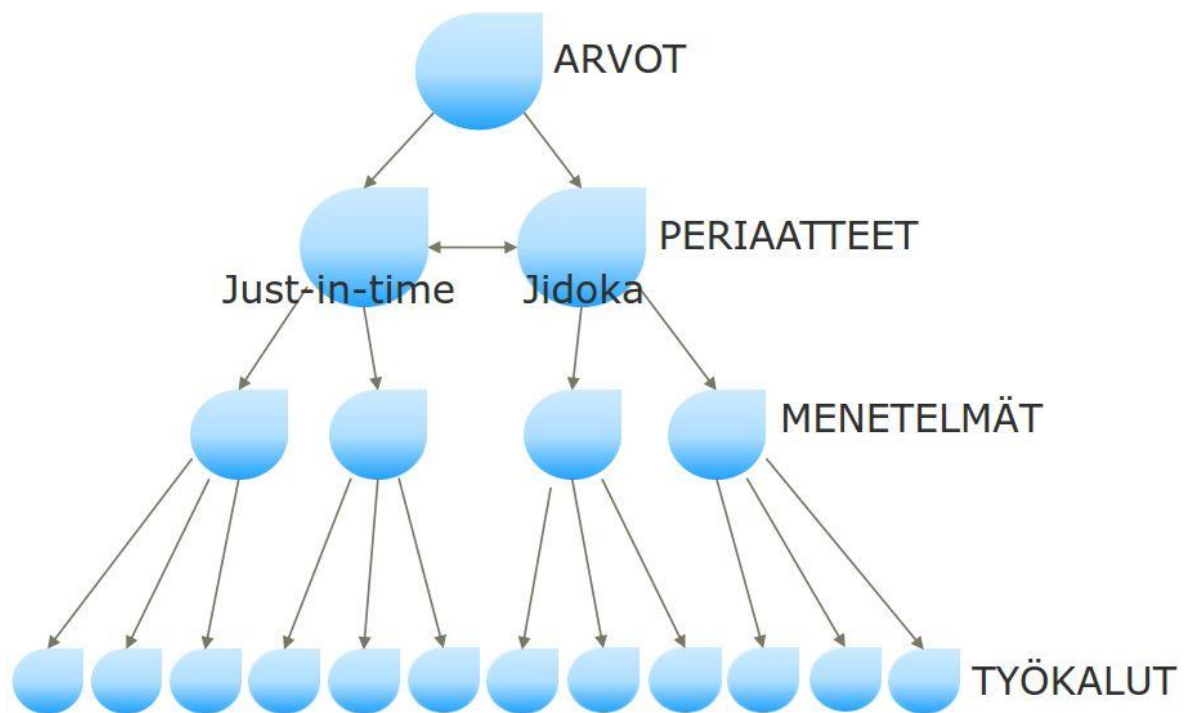 ARVOT
PERIAATTEET
Just-in-time
Jidoka
MENETELMÄT
TYÖKALUT